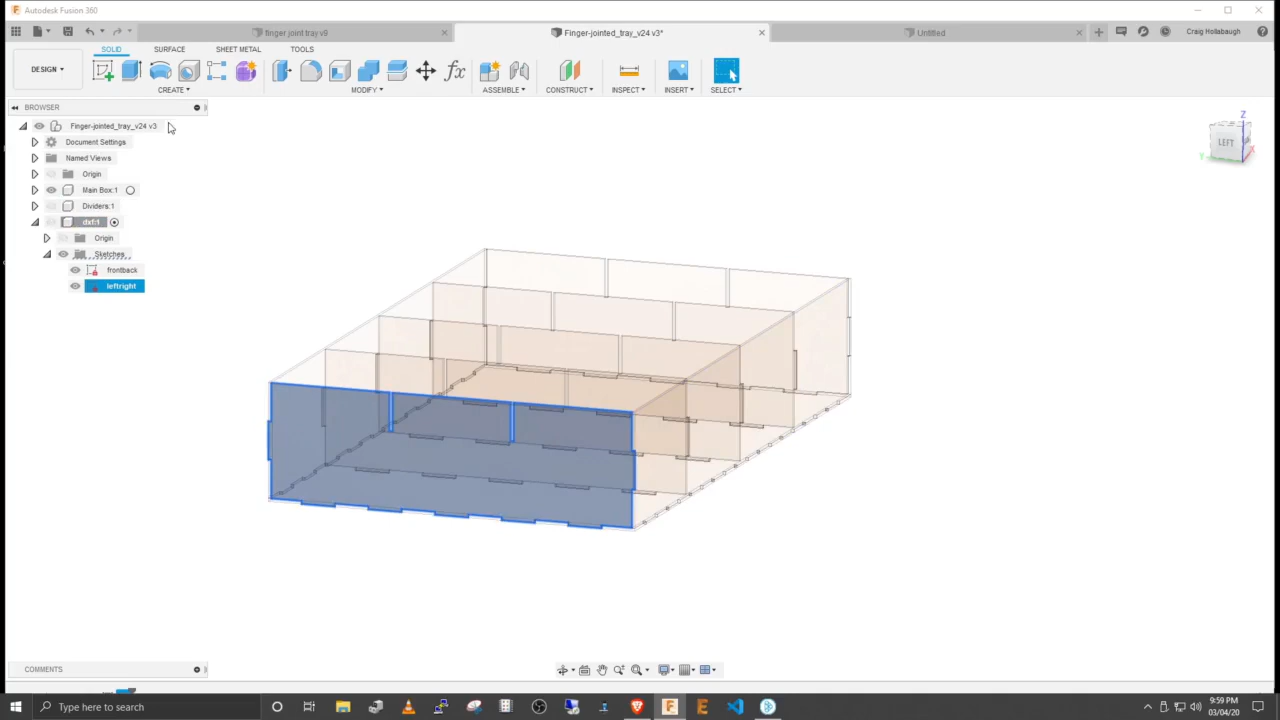 Autodesk Fusion 360
finger joint tray v9
Finger-jointed_tray_v24 v3*
Untitled
Craig Hollabaugh
SOLID SURFACE SHEET METAL TOOLS
DESIGN
CREATE MODIFY ASSEMBLE CONSTRUCT INSPECT INSERT SELECT
BROWSER
Finger-jointed_tray_v24 v3
Document Settings
Named Views
Origin
Main Box:1
Dividers:1
dxf:1
Origin
Sketches
frontback
leftright
LEFT
Z
Y
X
COMMENTS
Type here to search
9:59 PM
03/04/20